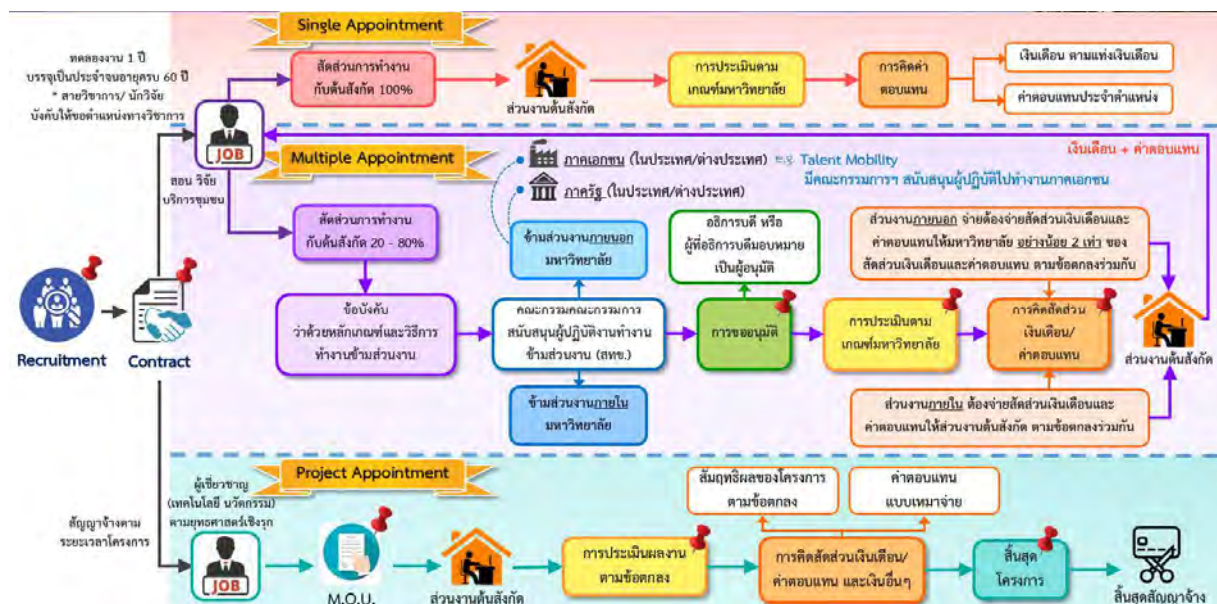 Single Appointment
ทดลองงาน 1 ปี
บรรจุเป็นประจำจนอายุครบ 60 ปี
* สายวิชาการ/ นักวิจัย
บังคับให้ขอตำแหน่งทางวิชาการ
JOB
สัดส่วนการทำงาน
กับต้นสังกัด 100%
ส่วนงานต้นสังกัด
การประเมินตาม
เกณฑ์มหาวิทยาลัย
การคิดค่า
ตอบแทน
เงินเดือน ตามแท่งเงินเดือน
ค่าตอบแทนประจำตำแหน่ง
Multiple Appointment
สอน วิจัย
บริการชุมชน
ภาคเอกชน (ในประเทศ/ต่างประเทศ) e.g. Talent Mobility
มีคณะกรรมการฯ สนับสนุนผู้ปฏิบัติไปทำงานภาคเอกชน
ภาครัฐ (ในประเทศ/ต่างประเทศ)
เงินเดือน + ค่าตอบแทน
สัดส่วนการทำงาน
กับต้นสังกัด 20 - 80%
ข้ามส่วนงานภายนอก
มหาวิทยาลัย
อธิการบดี หรือ
ผู้ที่อธิการบดีมอบหมาย
เป็นผู้อนุมัติ
ส่วนงานภายนอก จ่ายต้องจ่ายสัดส่วนเงินเดือนและ
ค่าตอบแทนให้มหาวิทยาลัย อย่างน้อย 2 เท่า ของ
สัดส่วนเงินเดือนและค่าตอบแทน ตามข้อตกลงร่วมกัน
Recruitment
Contract
ข้อบังคับ
ว่าด้วยหลักเกณฑ์และวิธีการ
ทำงานข้ามส่วนงาน
คณะกรรมคณะกรรมการ
สนับสนุนผู้ปฏิบัติงานทำงาน
ข้ามส่วนงาน (สทข.)
การขออนุมัติ
การประเมินตาม
เกณฑ์มหาวิทยาลัย
การคิดสัดส่วน
เงินเดือน/
ค่าตอบแทน
ส่วนงานต้นสังกัด
ข้ามส่วนงานภายใน
มหาวิทยาลัย
ส่วนงานภายใน ต้องจ่ายสัดส่วนเงินเดือนและ
ค่าตอบแทนให้ส่วนงานต้นสังกัด ตามข้อตกลงร่วมกัน
Project Appointment
สัญญาจ้างตาม
ระยะเวลาโครงการ
ผู้เชี่ยวชาญ
(เทคโนโลยี นวัตกรรม)
ตามยุทธศาสตร์เชิงรุก
JOB
M.O.U.
ส่วนงานต้นสังกัด
การประเมินผลงาน
ตามข้อตกลง
สัมฤทธิผลของโครงการ
ตามข้อตกลง
ค่าตอบแทน
แบบเหมาจ่าย
การคิดสัดส่วนเงินเดือน/
ค่าตอบแทน และเงินอื่นๆ
สิ้นสุด
โครงการ
สิ้นสุดสัญญาจ้าง